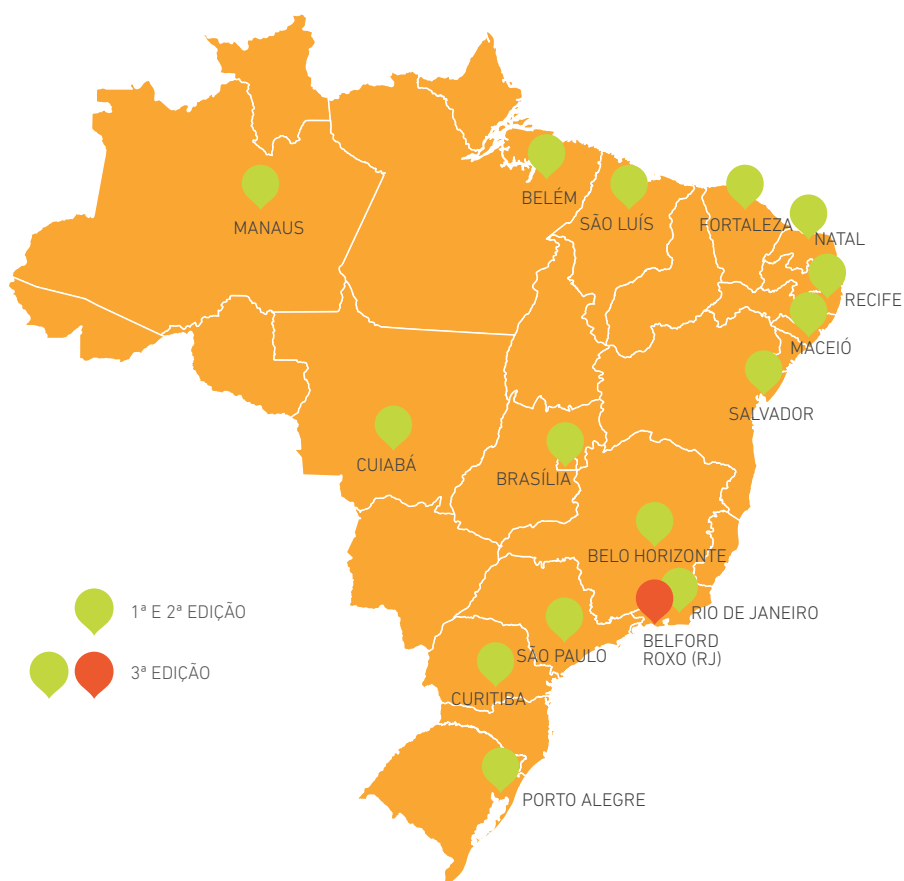 BELÉM
SÃO LUÍS
FORTALEZA
MANAUS
NATAL
RECIFE
MACEIÓ
SALVADOR
CUIABÁ
BRASÍLIA
BELO HORIZONTE
1ª E 2ª EDIÇÃO
RIO DE JANEIRO
BELFORD
ROXO (RJ)
SÃO PAULO
3ª EDIÇÃO
CURITIBA
PORTO ALEGRE